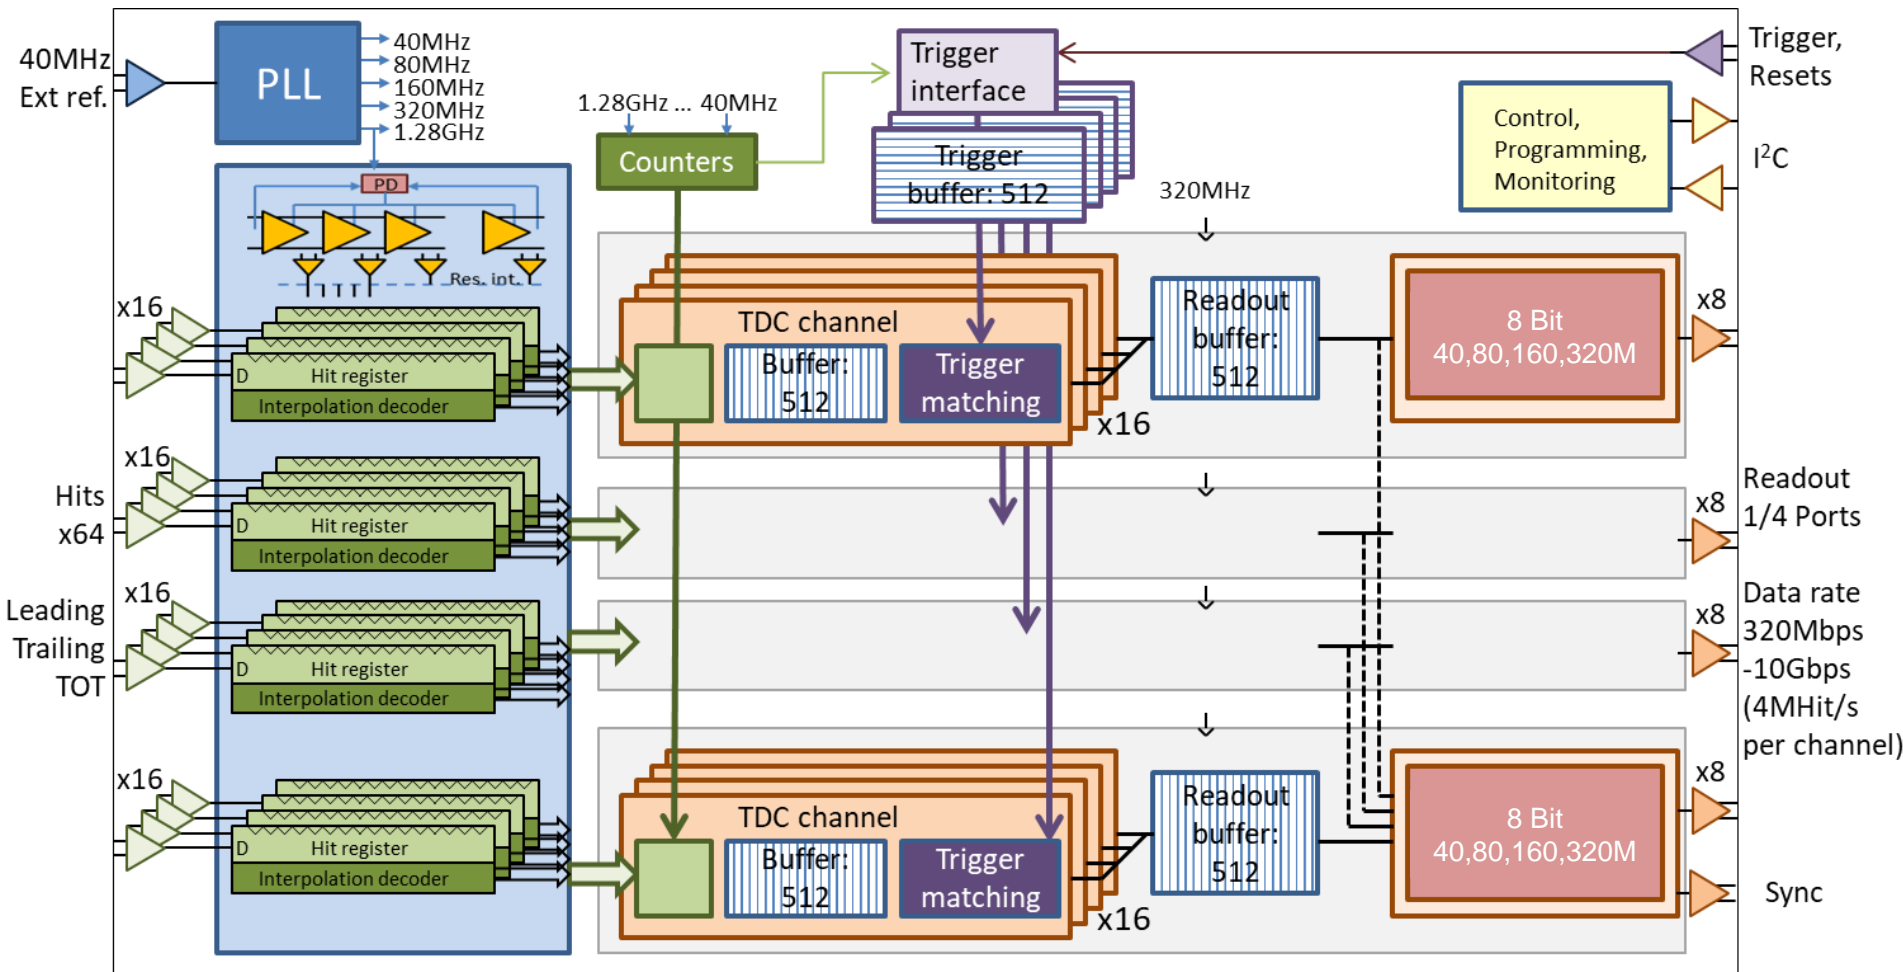 40MHz
Ext ref.
PLL
40MHz
80MHz
160MHz
320MHz
1.28GHz
1.28GHz ... 40MHz
Counters
Trigger
interface
Trigger
buffer: 512
Trigger,
Resets
Control,
Programming,
Monitoring
I²C
320MHz
PD
Res. int.
x16
D
Hit register
Interpolation decoder
TDC channel
Buffer:
512
Trigger
matching
x16
Readout
buffer:
512
8 Bit
40,80,160,320M
x8
Hits
x64
x16
D
Hit register
Interpolation decoder
x8
Readout
1/4 Ports
Leading
Trailing
TOT
x16
D
Hit register
Interpolation decoder
x8
Data rate
320Mbps
-10Gbps
(4MHit/s
per channel)
x16
D
Hit register
Interpolation decoder
TDC channel
Buffer:
512
Trigger
matching
x16
Readout
buffer:
512
8 Bit
40,80,160,320M
x8
Sync